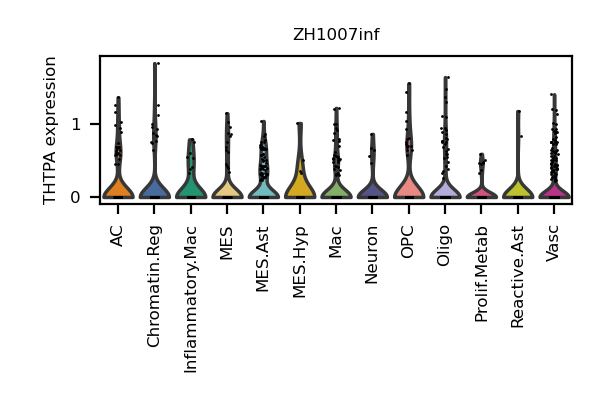 ZH1007inf
THTPA expression
1
0
AC
Chromatin.Reg
Inflammatory.Mac
MES
MES.Ast
MES.Hyp
Mac
Neuron
OPC
Oligo
Prolif.Metab
Reactive.Ast
Vasc